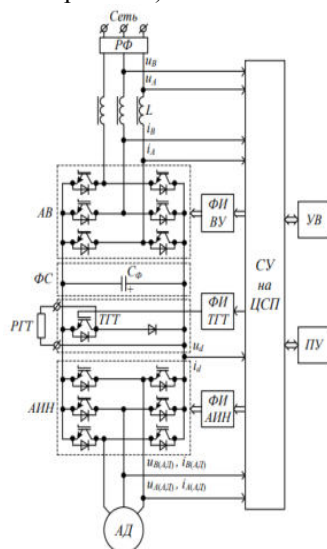 Сеть
РФ
u_B
u_A
L
i_B
i_A
АВ
ФИ
ВУ
СУ
на
ЦСП
УВ
ФС
C_Ф
+
РГТ
ТГТ
ФИ
ТГТ
ПУ
u_d
i_d
АИН
ФИ
АИН
u_B(АД), i_B(АД)
u_A(АД), i_A(АД)
АД